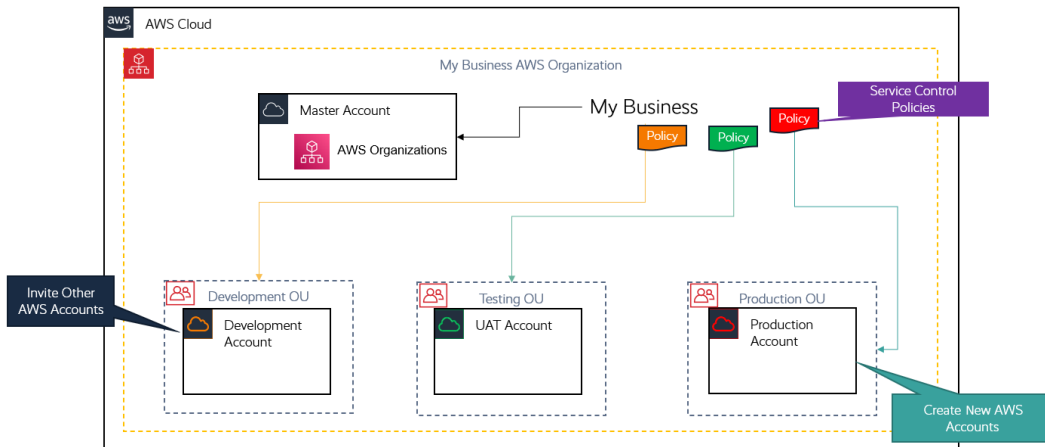 aws
AWS Cloud
My Business AWS Organization
Master Account
AWS Organizations
My Business
Policy
Policy
Policy
Service Control
Policies
Invite Other
AWS Accounts
Development OU
Development
Account
Testing OU
UAT Account
Production OU
Production
Account
Create New AWS
Accounts